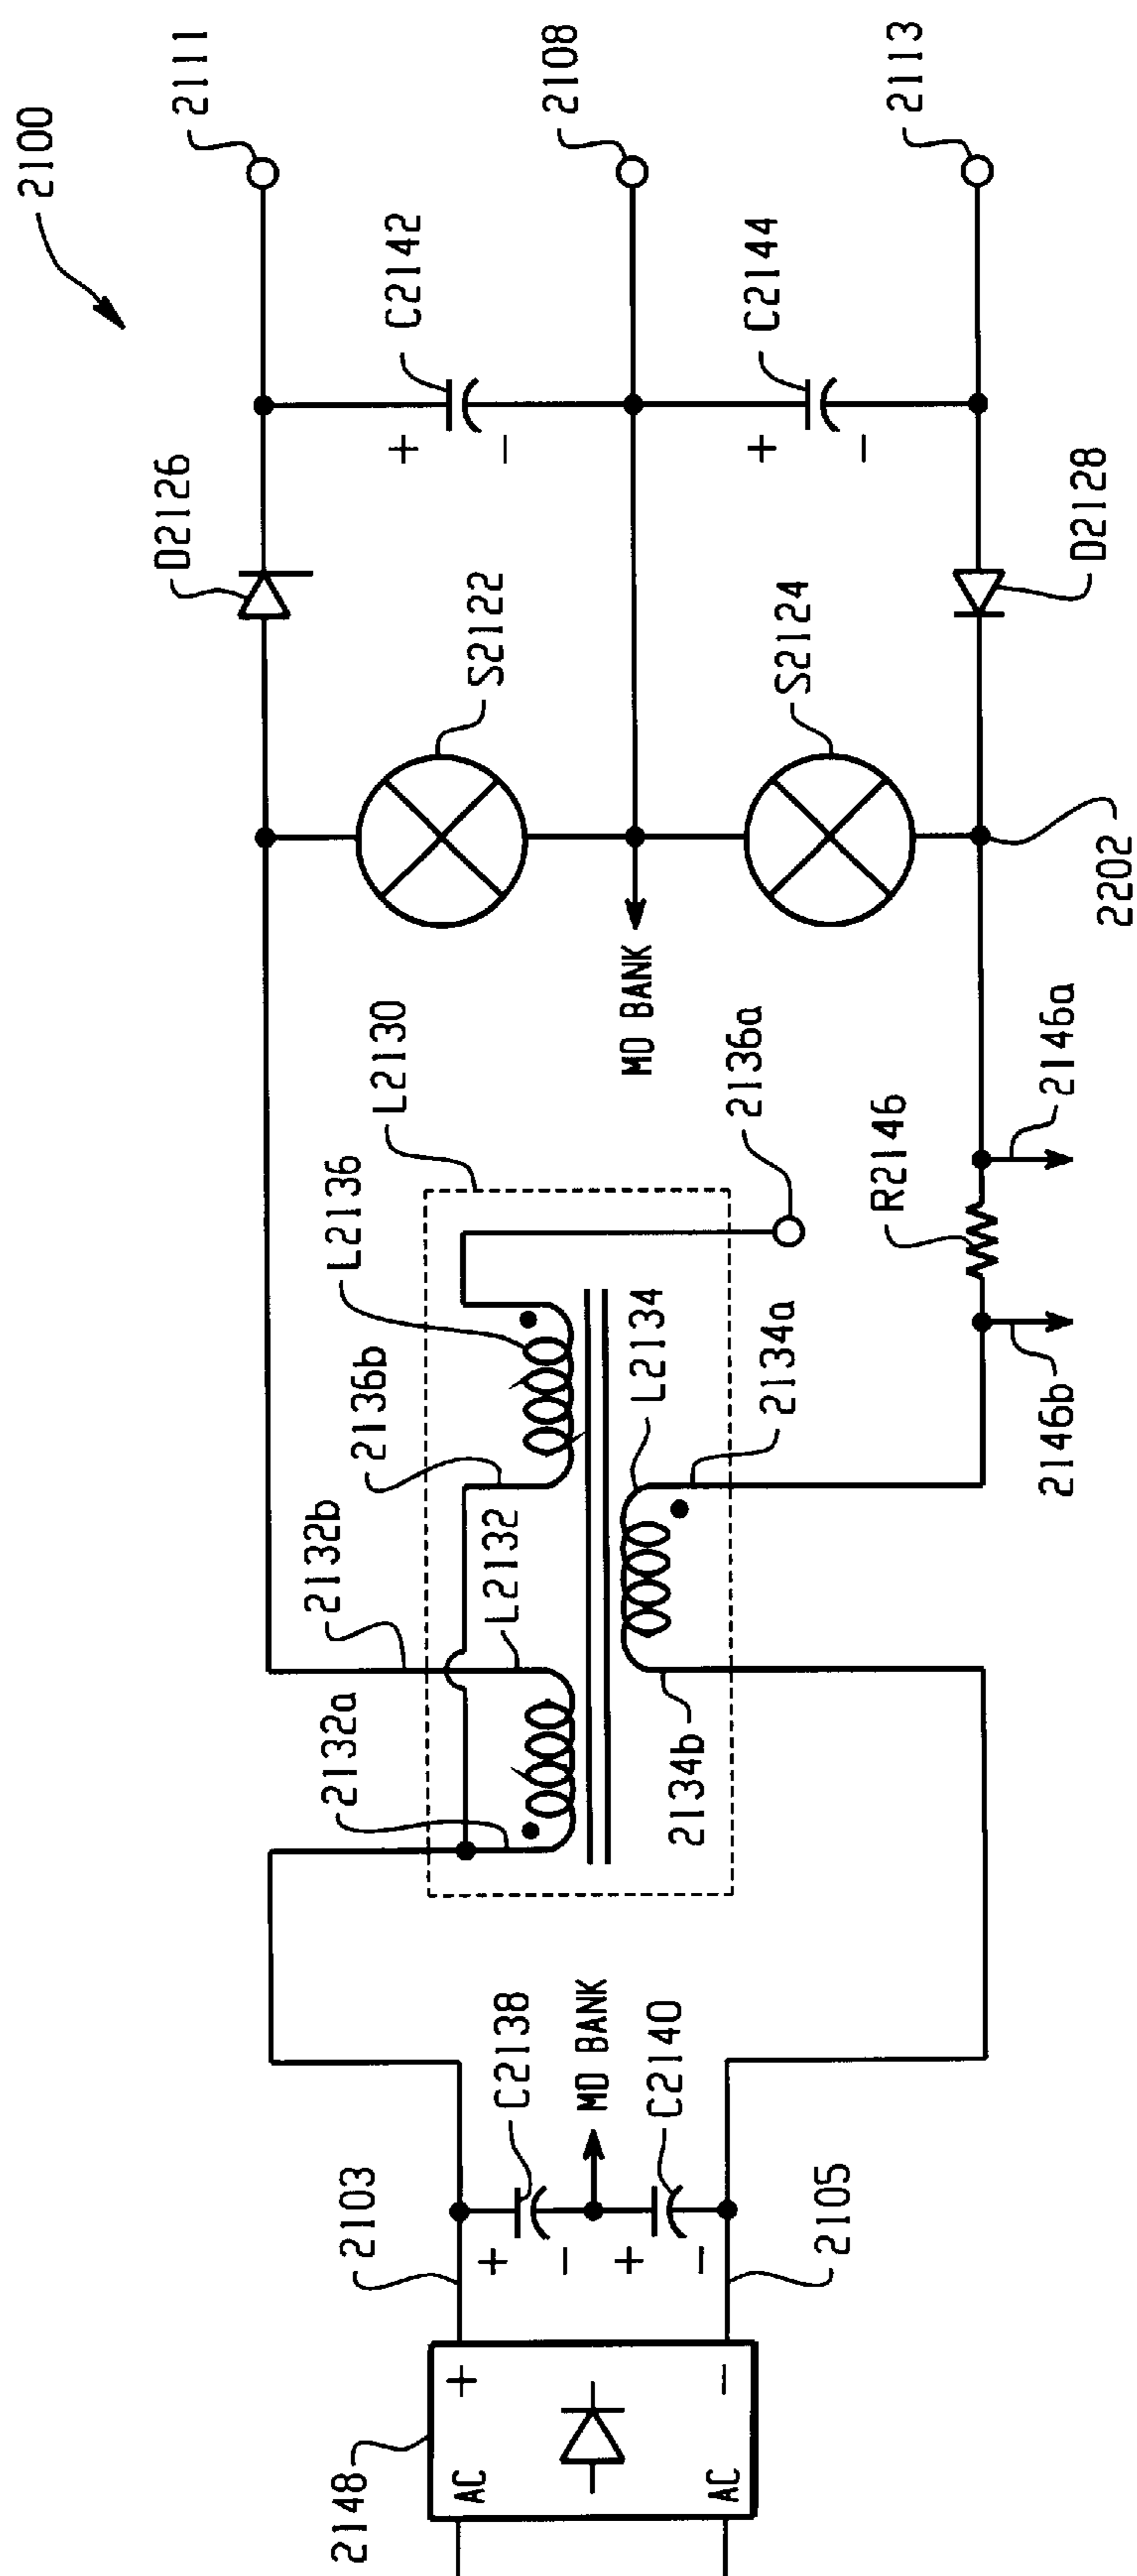 2100
2111
2108
2113
C2142
C2144
+
-
+
-
D2126
D2128
S2122
S2124
2202
MD BANK
L2130
2136a
2146a
R2146
L2136
2136b
L2134
2134a
2146b
2132b
L2132
2132a
2134b
C2138
MD BANK
C2140
2103
+
-
+
-
2105
+
-
2148
AC
AC